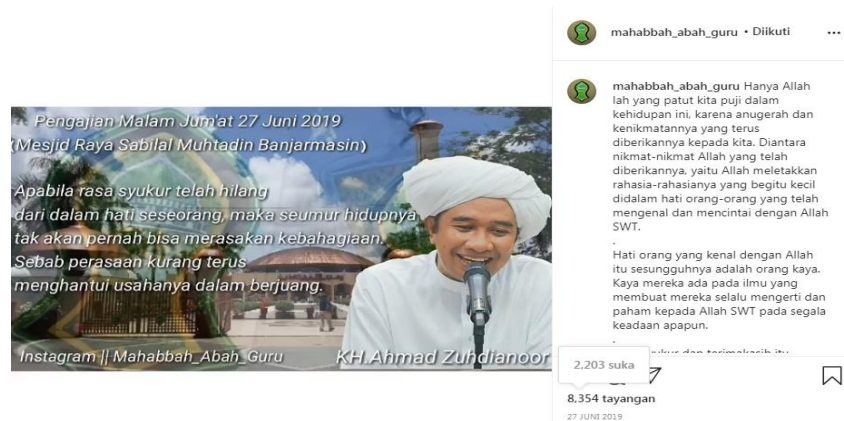 Pengajian Malam Jum'at 27 Juni 2019
(Mesjid Raya Sabilal Muhtadin Banjarmasin)
Apabila rasa syukur telah hilang
dari dalam hati seseorang, maka seumur hidupnya
tak akan pernah bisa merasakan kebahagiaan.
Sebab perasaan kurang terus
menghantui usahanya dalam berjuang.
Instagram || Mahabbah_Abah_Guru
KH.Ahmad Zuhdianoor
mahabbah_abah_guru • Diikuti
mahabbah_abah_guru Hanya Allah
lah yang patut kita puji dalam
kehidupan ini, karena anugerah dan
kenikmatannya yang terus
diberikannya kepada kita. Diantara
nikmat-nikmat Allah yang telah
diberikannya, yaitu Allah meletakkan
rahasia-rahasianya yang begitu kecil
didalam hati orang-orang yang telah
mengenal dan mencintai dengan Allah
SWT.
.
Hati orang yang kenal dengan Allah
itu sesungguhnya adalah orang kaya.
Kaya mereka ada pada ilmu yang
membuat mereka selalu mengerti dan
paham kepada Allah SWT pada segala
keadaan apapun.
.
dan terimakasih itu
2,203 suka
8,354 tayangan
27 JUNI 2019